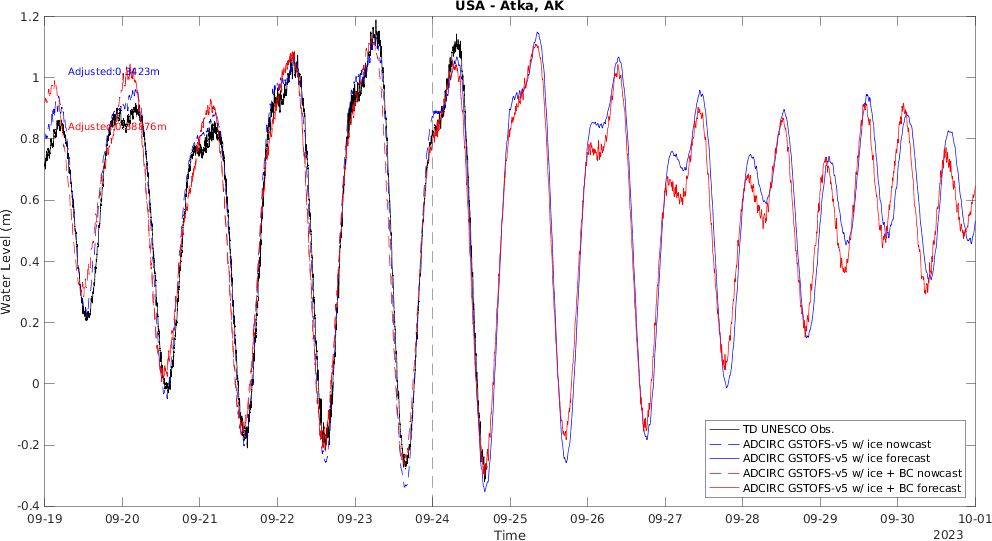 USA - Atka, AK
1.2
1
0.8
0.6
0.4
0.2
0
-0.2
-0.4
Water Level (m)
Adjusted:0.3423m
Adjusted:0.38876m
TD UNESCO Obs.
ADCIRC GSTOFS-v5 w/ ice nowcast
ADCIRC GSTOFS-v5 w/ ice forecast
ADCIRC GSTOFS-v5 w/ ice + BC nowcast
ADCIRC GSTOFS-v5 w/ ice + BC forecast
09-19 09-20 09-21 09-22 09-23 09-24 09-25 09-26 09-27 09-28 09-29 09-30 10-01
Time
2023